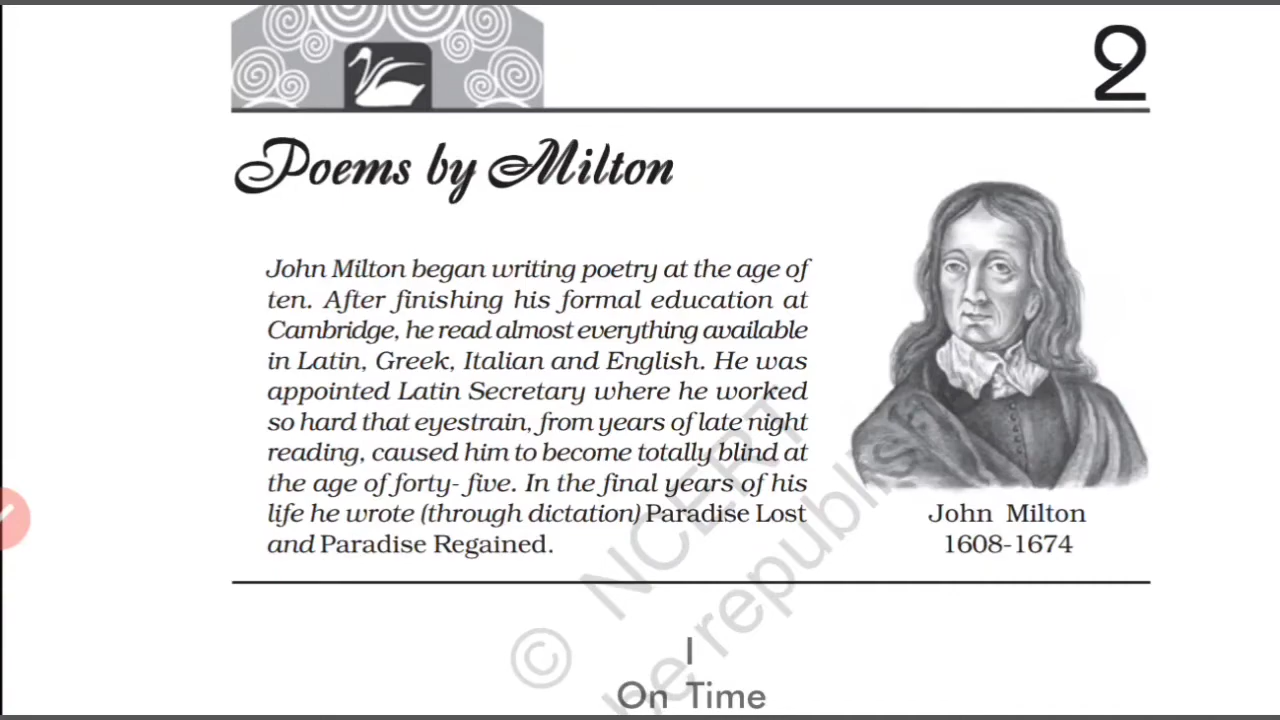 2
Poems by Milton
John Milton began writing poetry at the age of
ten. After finishing his formal education at
Cambridge, he read almost everything available
in Latin, Greek, Italian and English. He was
appointed Latin Secretary where he worked
so hard that eyestrain, from years of late night
reading, caused him to become totally blind at
the age of forty- five. In the final years of his
life he wrote (through dictation) Paradise Lost
and Paradise Regained.
John Milton
1608-1674
© NCERT
be republis
I
On Time